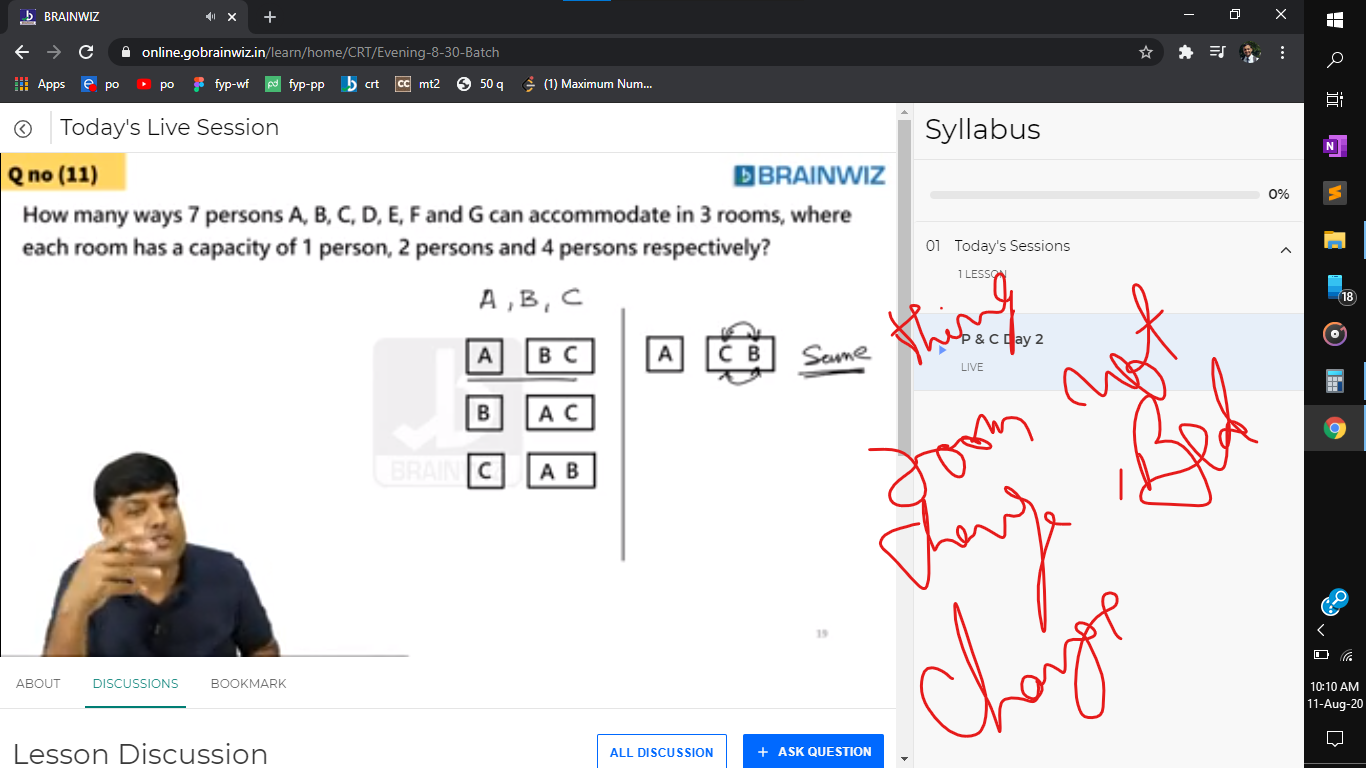 BRAINWIZ
online.gobrainwiz.in/learn/home/CRT/Evening-8-30-Batch
Apps po po fyp-wf fyp-pp crt mt2 50 q (1) Maximum Num...
Today's Live Session
Q no (11)
BRAINWIZ
How many ways 7 persons A, B, C, D, E, F and G can accommodate in 3 rooms, where
each room has a capacity of 1 person, 2 persons and 4 persons respectively?
A , B, C
A B C
B A C
C A B
A C B Same
BRAINWIZ
19
ABOUT DISCUSSIONS BOOKMARK
Lesson Discussion
ALL DISCUSSION
+ ASK QUESTION
Syllabus
0%
01 Today's Sessions
1 LESSON
P & C Day 2
LIVE
thing
room not
change Bed
change
18
10:10 AM
11-Aug-20